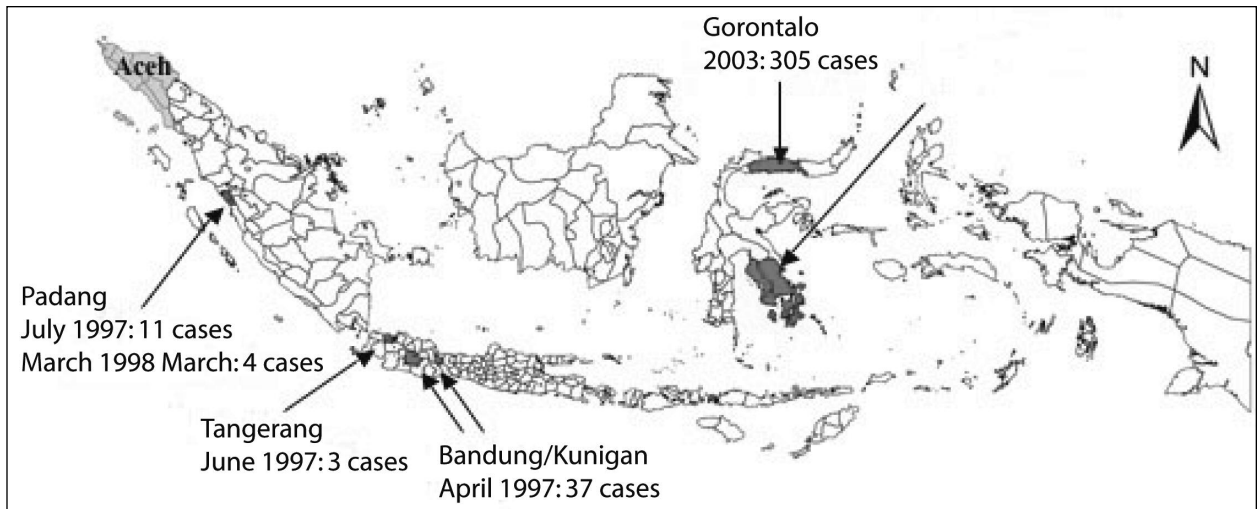 Gorontalo
2003: 305 cases
N
Aceh
Padang
July 1997: 11 cases
March 1998 March: 4 cases
Tangerang
June 1997: 3 cases
Bandung/Kunigan
April 1997: 37 cases